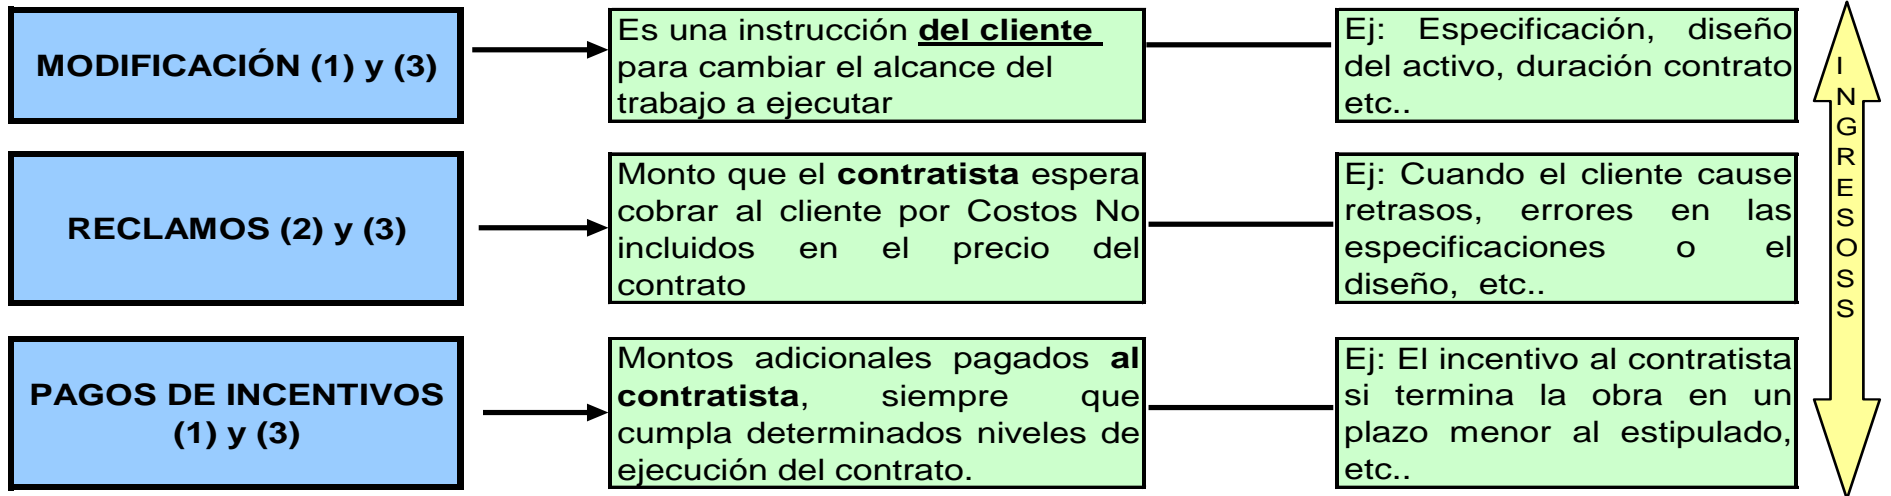 MODIFICACIÓN (1) y (3)
Es una instrucción del cliente
para cambiar el alcance del
trabajo a ejecutar
Ej: Especificación, diseño
del activo, duración contrato
etc..
RECLAMOS (2) y (3)
Monto que el contratista espera
cobrar al cliente por Costos No
incluidos en el precio del
contrato
Ej: Cuando el cliente cause
retrasos, errores en las
especificaciones o el
diseño, etc..
PAGOS DE INCENTIVOS
(1) y (3)
Montos adicionales pagados al
contratista, siempre que
cumpla determinados niveles de
ejecución del contrato.
Ej: El incentivo al contratista
si termina la obra en un
plazo menor al estipulado,
etc..
I
N
G
R
E
S
O
S
S